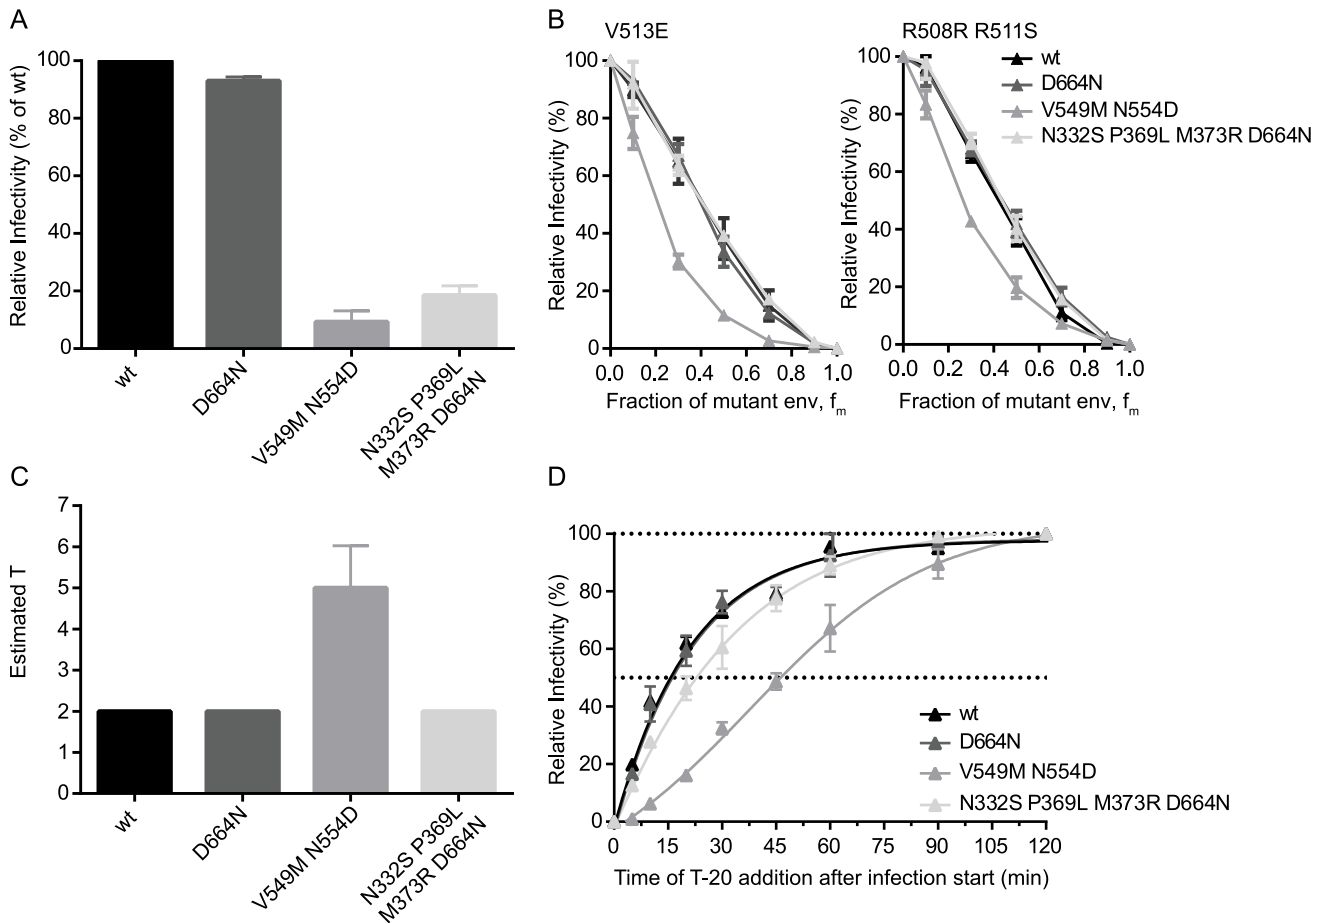 A
Relative Infectivity (% of wt)
100
80
60
40
20
0
wt
D664N
V549M N554D
N332S P369L
M373R D664N
B
V513E
Relative Infectivity (%)
100
80
60
40
20
0
0.0 0.2 0.4 0.6 0.8 1.0
Fraction of mutant env, fm
R508R R511S
Relative Infectivity (%)
100
80
60
40
20
0
0.0 0.2 0.4 0.6 0.8 1.0
Fraction of mutant env, fm
wt
D664N
V549M N554D
N332S P369L M373R D664N
C
Estimated T
7
6
5
4
3
2
1
0
wt
D664N
V549M N554D
N332S P369L
M373R D664N
D
Relative Infectivity (%)
100
80
60
40
20
0
0 15 30 45 60 75 90 105 120
Time of T-20 addition after infection start (min)
wt
D664N
V549M N554D
N332S P369L M373R D664N